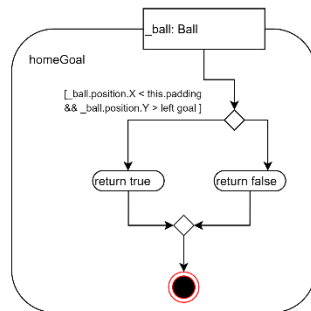 _ball: Ball
homeGoal
[_ball.position.X < this.padding
&& _ball.position.Y > left goal ]
return true
return false